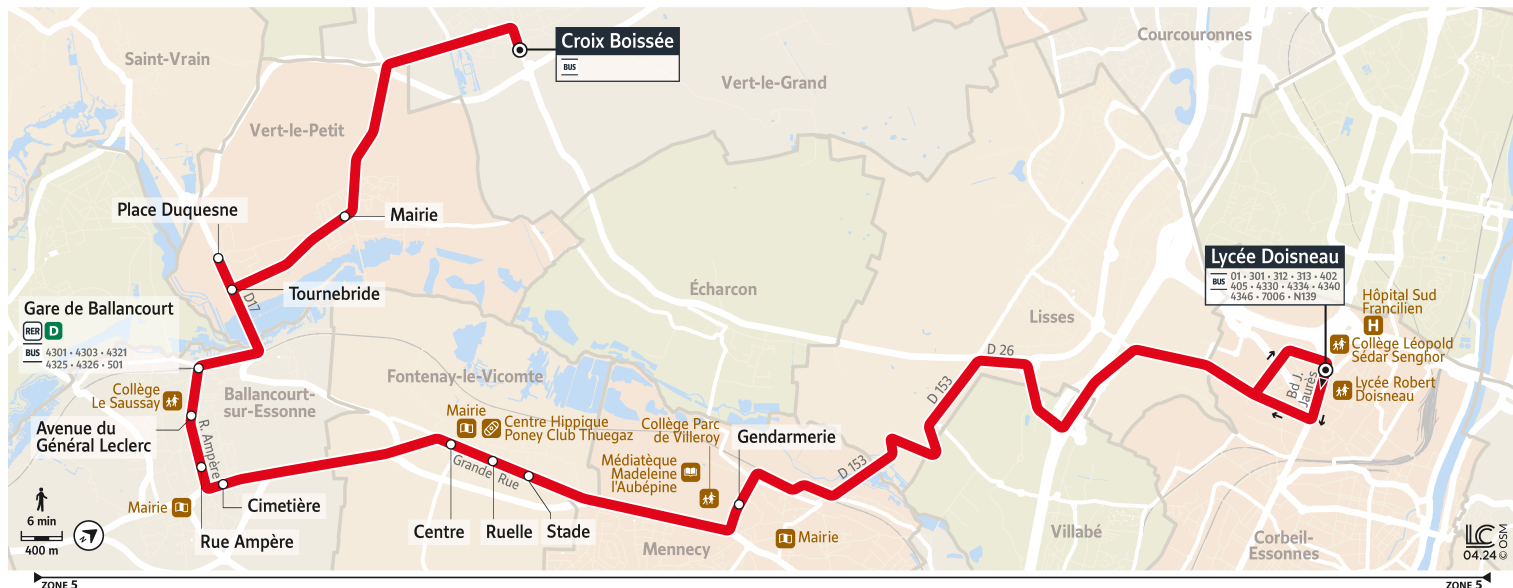 Croix Boissée
BUS
Saint-Vrain
Vert-le-Grand
Courcouronnes
Vert-le-Petit
Place Duquesne
Mairie
Tournebride
D17
Gare de Ballancourt
RER D
BUS 4301 • 4303 • 4321
4325 • 4326 • 501
Collège
Le Saussay
Avenue du
Général Leclerc
R. Ampère
Ballancourt-
sur-Essonne
Fontenay-le-Vicomte
Écharcon
Lisses
Lycée Doisneau
BUS
01 • 301 • 312 • 313 • 402
405 • 4330 • 4334 • 4340
4346 • 7006 • N139
Hôpital Sud
Francilien
H
Collège Léopold
Sédar Senghor
Lycée Robert
Doisneau
Bd J.
Jaurès
D 26
D 153
D 153
Mairie
Centre Hippique
Poney Club Thuegaz
Collège Parc
de Villeroy
Gendarmerie
Médiatèque
Madeleine
l'Aubépine
Grande Rue
Mairie
Cimetière
Rue Ampère
Centre
Ruelle
Stade
Mennecy
Mairie
Villabé
Corbeil-
Essonnes
6 min
400 m
LC
04.24
© OSM
ZONE 5
ZONE 5